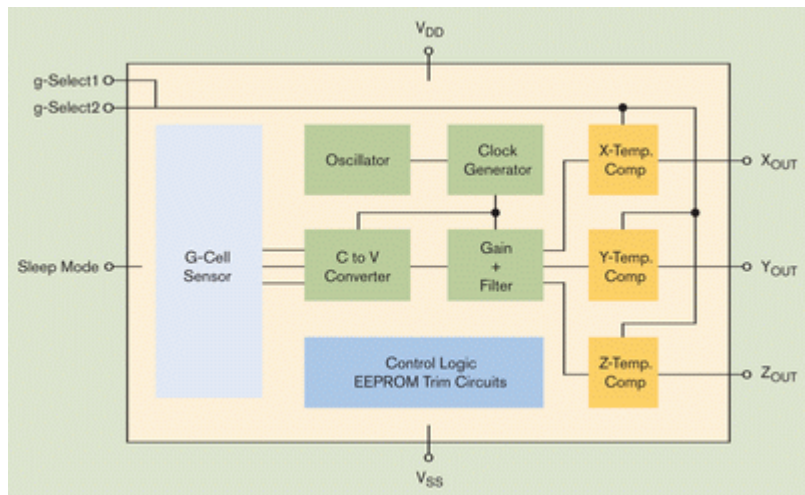 VDD
g-Select1
g-Select2
Oscillator
Clock
Generator
X-Temp.
Comp
XOUT
Sleep Mode
G-Cell
Sensor
C to V
Converter
Gain
+
Filter
Y-Temp.
Comp
YOUT
Control Logic
EEPROM Trim Circuits
Z-Temp.
Comp
ZOUT
VSS